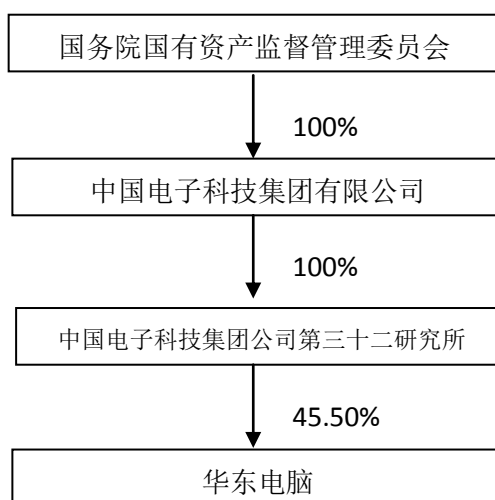 国务院国有资产监督管理委员会
100%
中国电子科技集团有限公司
100%
中国电子科技集团公司第三十二研究所
45.50%
华东电脑